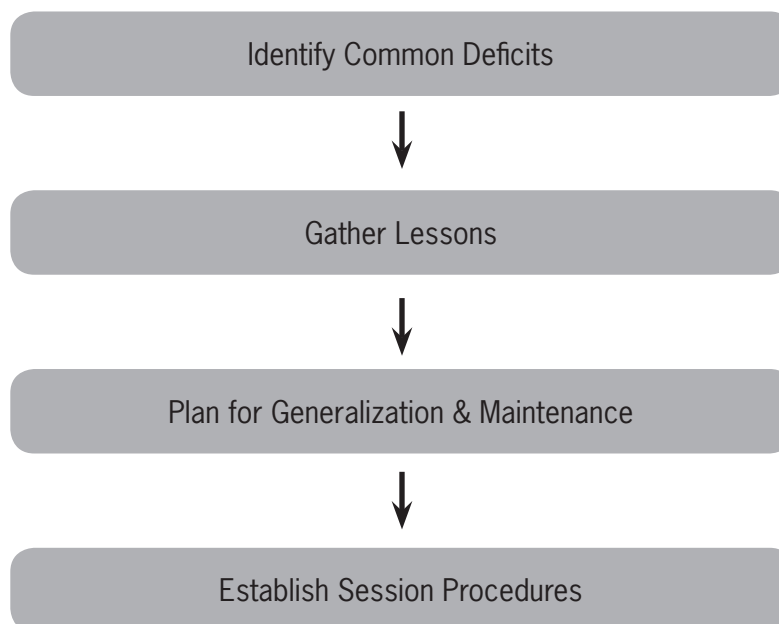 Identify Common Deficits
Gather Lessons
Plan for Generalization & Maintenance
Establish Session Procedures